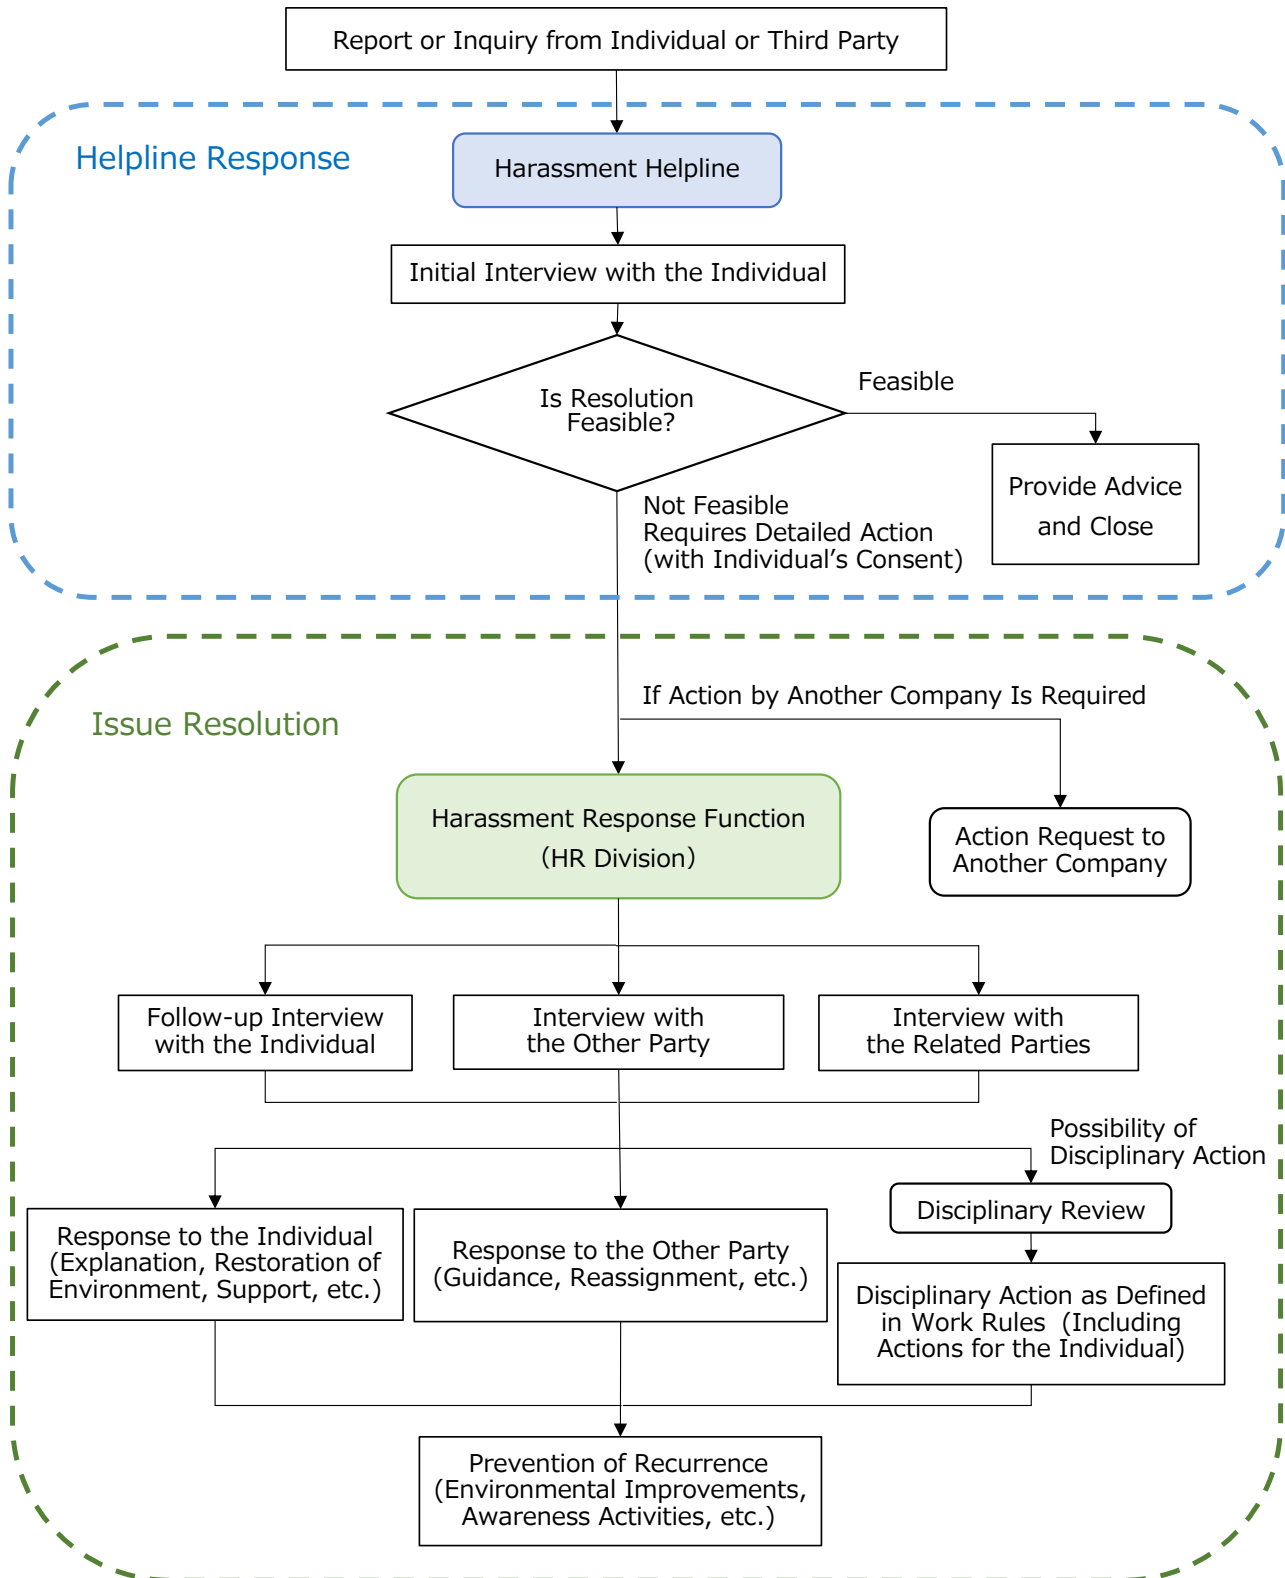 Report or Inquiry from Individual or Third Party
Helpline Response
Harassment Helpline
Initial Interview with the Individual
Is Resolution
Feasible?
Feasible
Provide Advice
and Close
Not Feasible
Requires Detailed Action
(with Individual’s Consent)
If Action by Another Company Is Required
Issue Resolution
Harassment Response Function
(HR Division)
Action Request to
Another Company
Follow-up Interview
with the Individual
Interview with
the Other Party
Interview with
the Related Parties
Possibility of
Disciplinary Action
Disciplinary Review
Response to the Individual
(Explanation, Restoration of
Environment, Support, etc.)
Response to the Other Party
(Guidance, Reassignment, etc.)
Disciplinary Action as Defined
in Work Rules (Including
Actions for the Individual)
Prevention of Recurrence
(Environmental Improvements,
Awareness Activities, etc.)